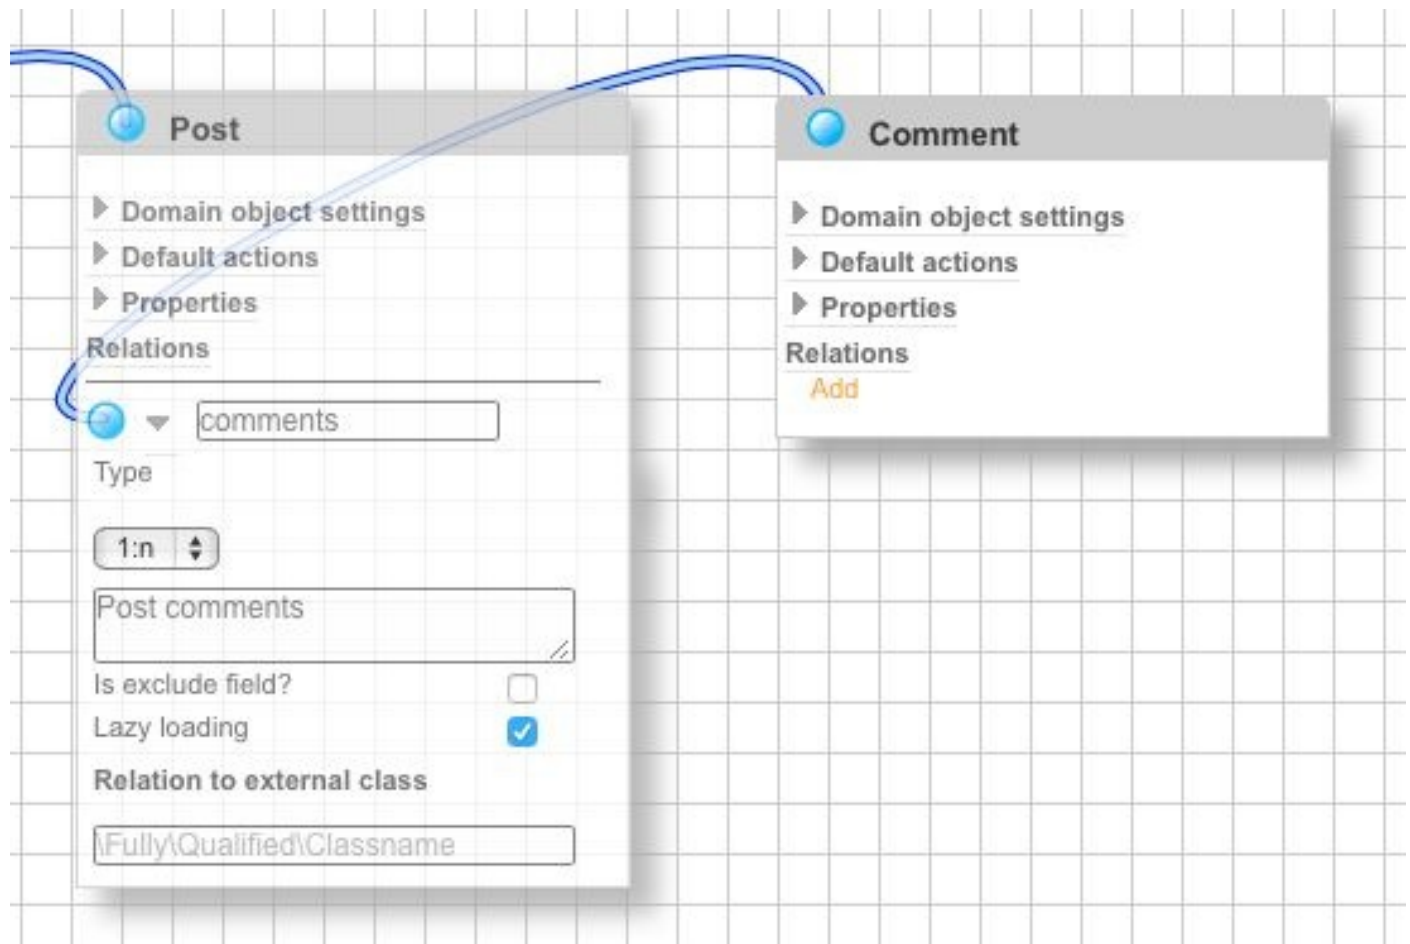 Post
Domain object settings
Default actions
Properties
Relations
comments
Type
1:n
Post comments
Is exclude field?
Lazy loading
Relation to external class
\Fully\Qualified\Classname
Comment
Domain object settings
Default actions
Properties
Relations
Add